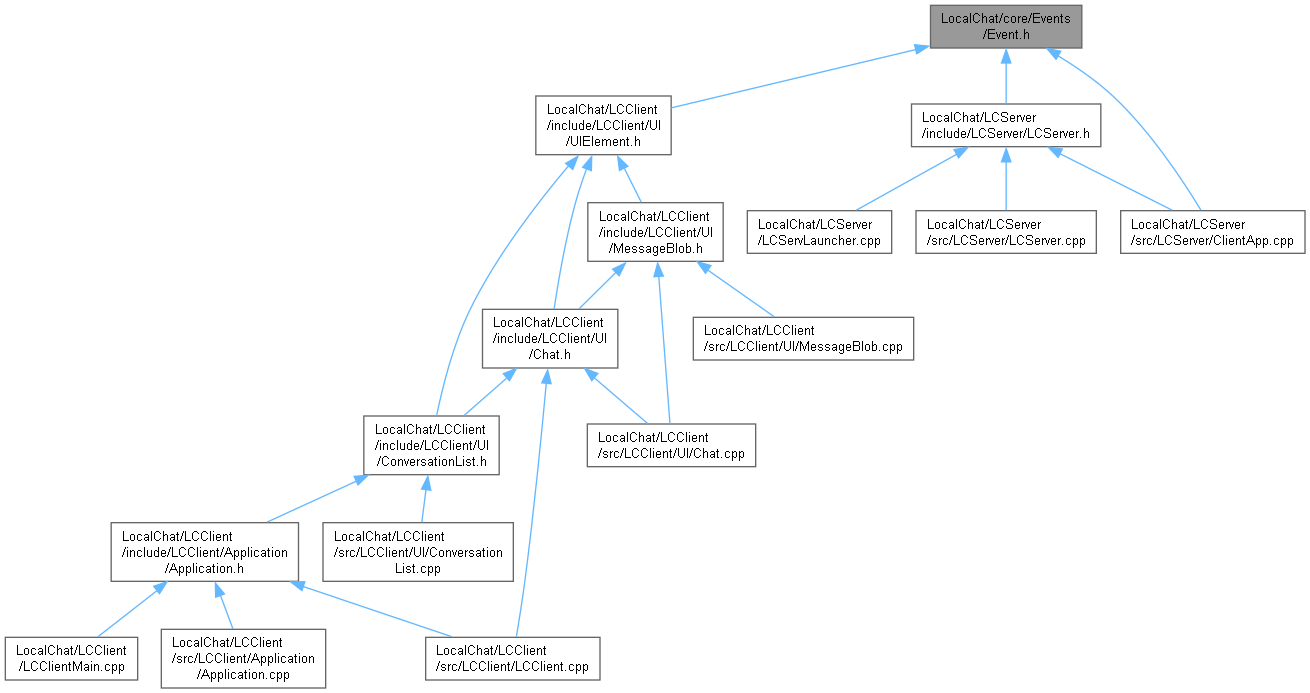 LocalChat/core/Events
/Event.h
LocalChat/LCClient
/include/LCClient/UI
/UIElement.h
LocalChat/LCServer
/include/LCServer/LCServer.h
LocalChat/LCClient
/include/LCClient/UI
/MessageBlob.h
LocalChat/LCServer
/LCServLauncher.cpp
LocalChat/LCServer
/src/LCServer/LCServer.cpp
LocalChat/LCServer
/src/LCServer/ClientApp.cpp
LocalChat/LCClient
/include/LCClient/UI
/Chat.h
LocalChat/LCClient
/src/LCClient/UI/MessageBlob.cpp
LocalChat/LCClient
/include/LCClient/UI
/ConversationList.h
LocalChat/LCClient
/src/LCClient/UI/Chat.cpp
LocalChat/LCClient
/include/LCClient/Application
/Application.h
LocalChat/LCClient
/src/LCClient/UI/Conversation
List.cpp
LocalChat/LCClient
/LCClientMain.cpp
LocalChat/LCClient
/src/LCClient/Application
/Application.cpp
LocalChat/LCClient
/src/LCClient/LCClient.cpp